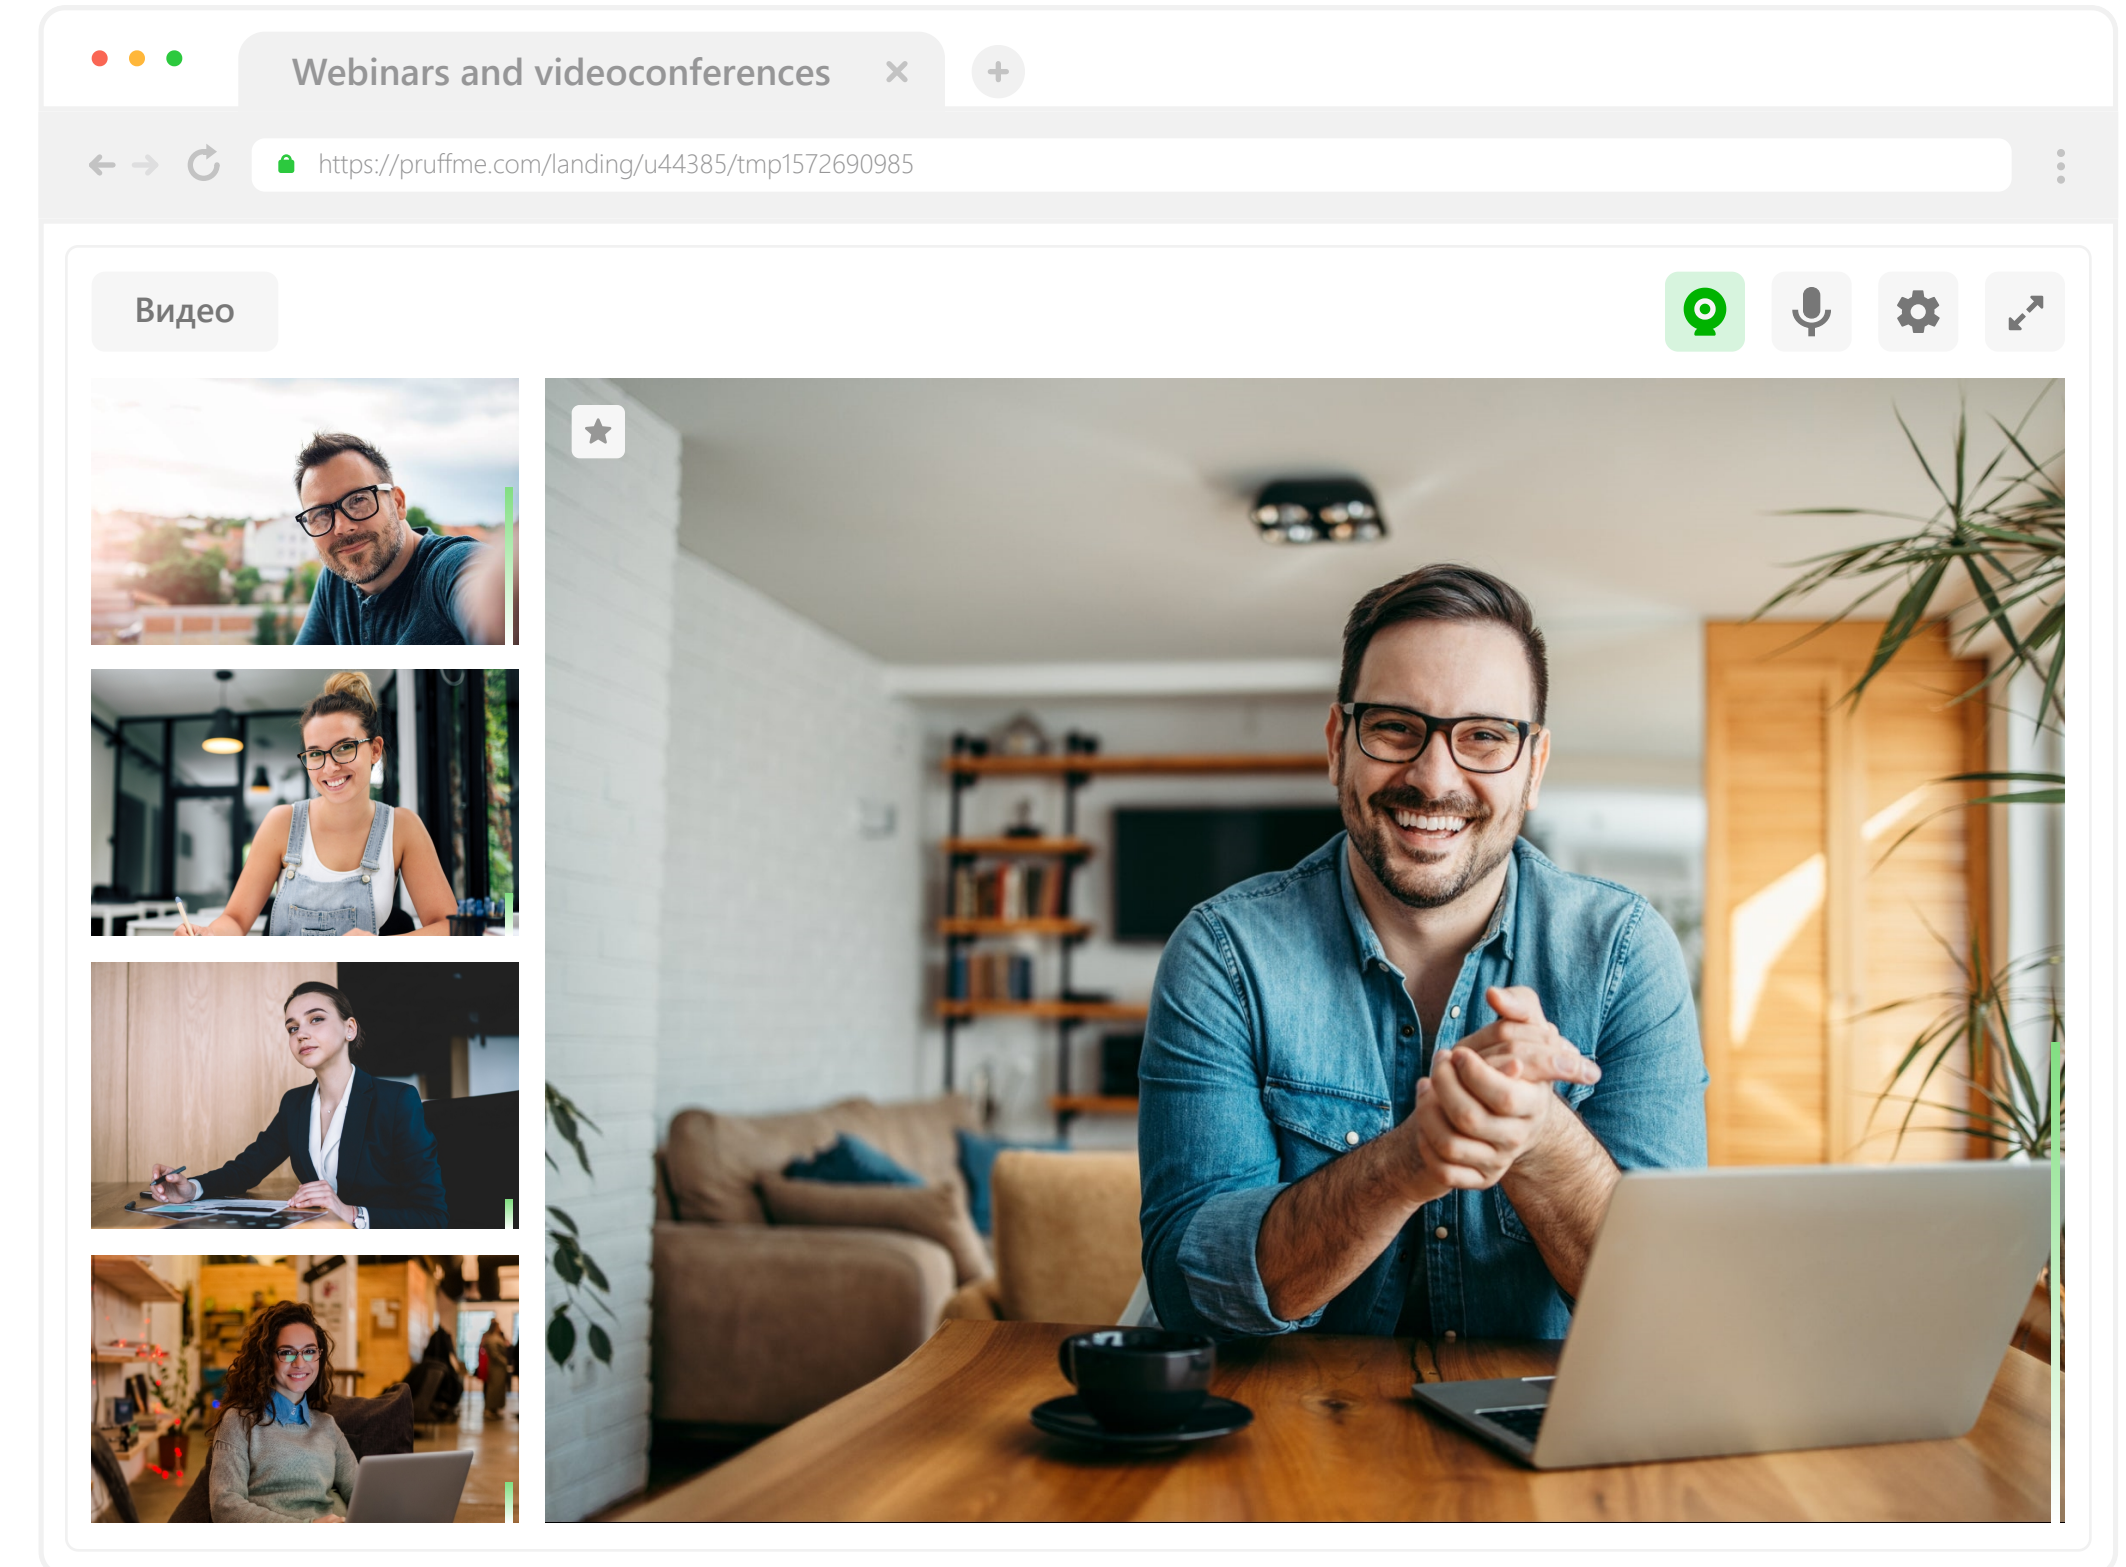 Webinars and videoconferences
https://pruffme.com/landing/u44385/tmp1572690985
Видео